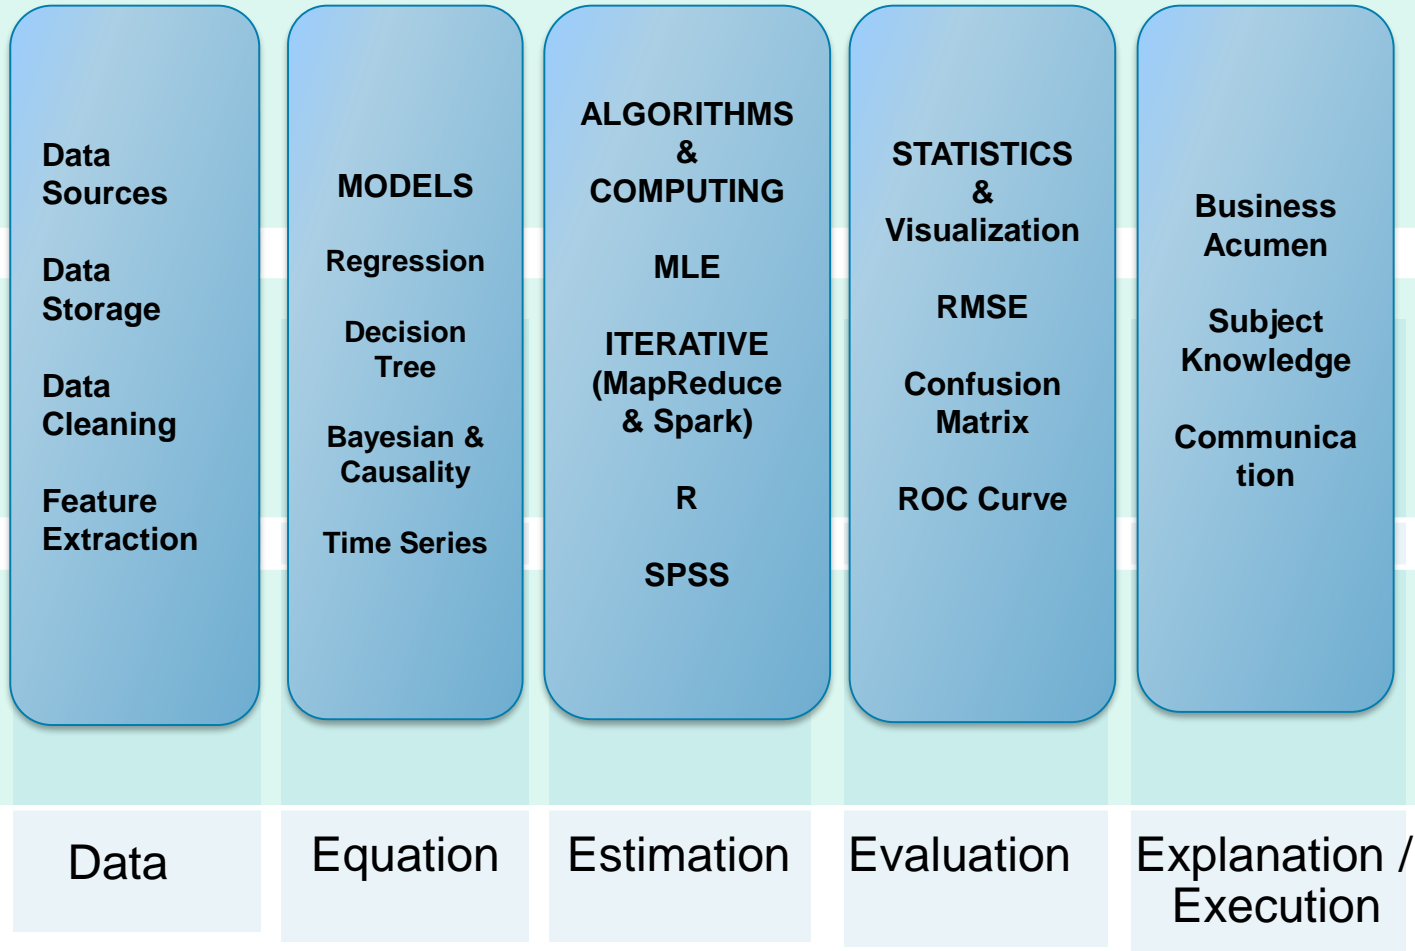 Data
Sources
Data
Storage
Data
Cleaning
Feature
Extraction
MODELS
Regression
Decision
Tree
Bayesian &
Causality
Time Series
ALGORITHMS
&
COMPUTING
MLE
ITERATIVE
(MapReduce
& Spark)
R
SPSS
STATISTICS
&
Visualization
RMSE
Confusion
Matrix
ROC Curve
Business
Acumen
Subject
Knowledge
Communica
tion
Data
Equation
Estimation
Evaluation
Explanation /
Execution